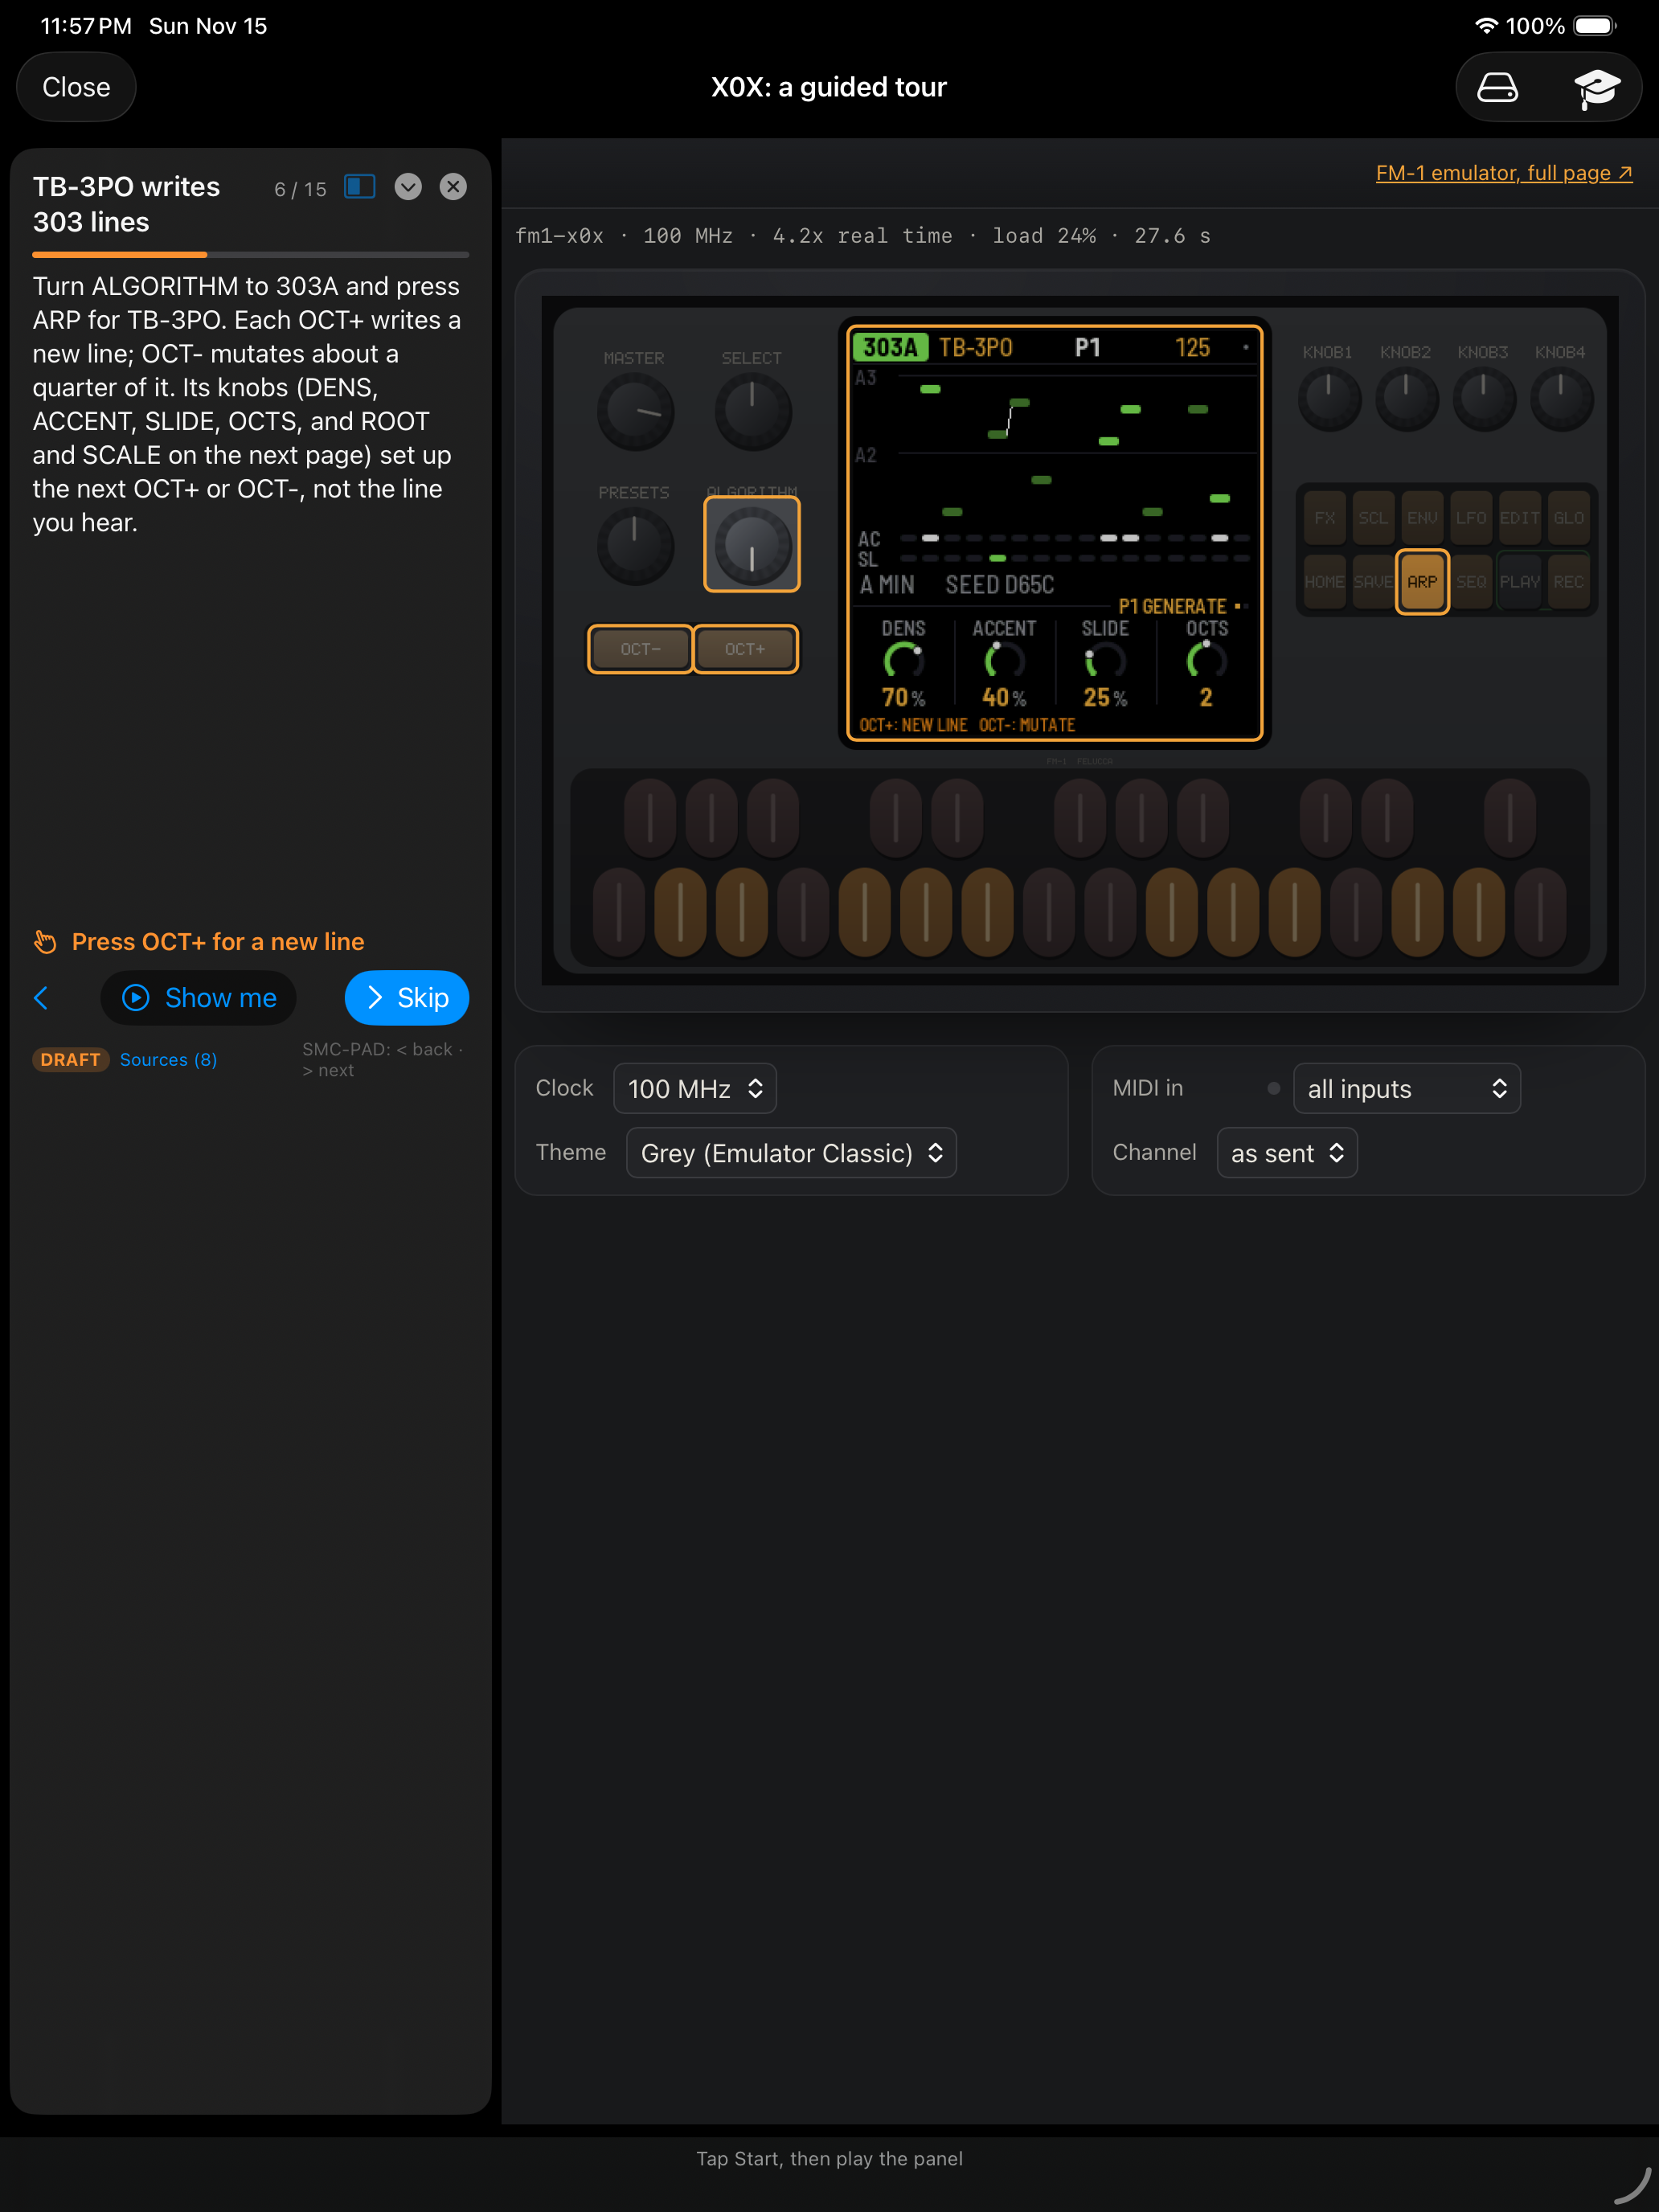 11:57 PM Sun Nov 15
100%
Close
X0X: a guided tour
TB-3PO writes
303 lines
6 / 15
Turn ALGORITHM to 303A and press
ARP for TB-3PO. Each OCT+ writes a
new line; OCT- mutates about a
quarter of it. Its knobs (DENS,
ACCENT, SLIDE, OCTS, and ROOT
and SCALE on the next page) set up
the next OCT+ or OCT-, not the line
you hear.
Press OCT+ for a new line
Show me
Skip
DRAFT
Sources (8)
SMC-PAD: < back ·
> next
FM-1 emulator, full page ↗
fm1-x0x · 100 MHz · 4.2x real time · load 24% · 27.6 s
MASTER
SELECT
PRESETS
ALGORITHM
OCT-
OCT+
303A TB-3PO P1 125
A3
A2
AC
SL
A MIN SEED D65C
P1 GENERATE
DENS ACCENT SLIDE OCTS
70% 40% 25% 2
OCT+: NEW LINE OCT-: MUTATE
KNOB1 KNOB2 KNOB3 KNOB4
FX SCL ENV LFO EDIT GLO
HOME SAVE ARP SEQ PLAY REC
FM-1 FELUCCA
Clock 100 MHz
Theme Grey (Emulator Classic)
MIDI in all inputs
Channel as sent
Tap Start, then play the panel